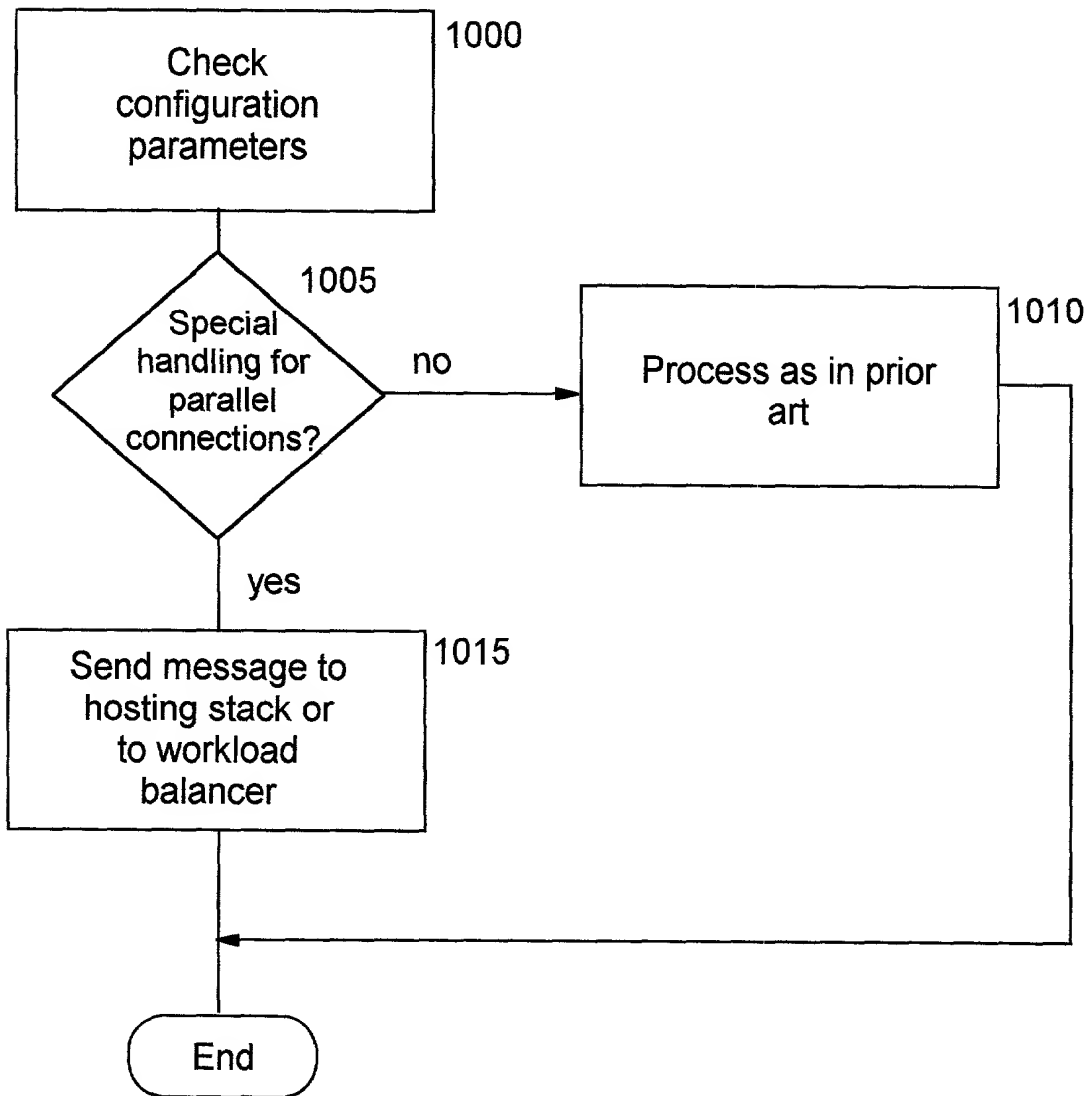 1000
Check
configuration
parameters
1005
Special
handling for
parallel
connections?
no
1010
Process as in prior
art
yes
1015
Send message to
hosting stack or
to workload
balancer
End